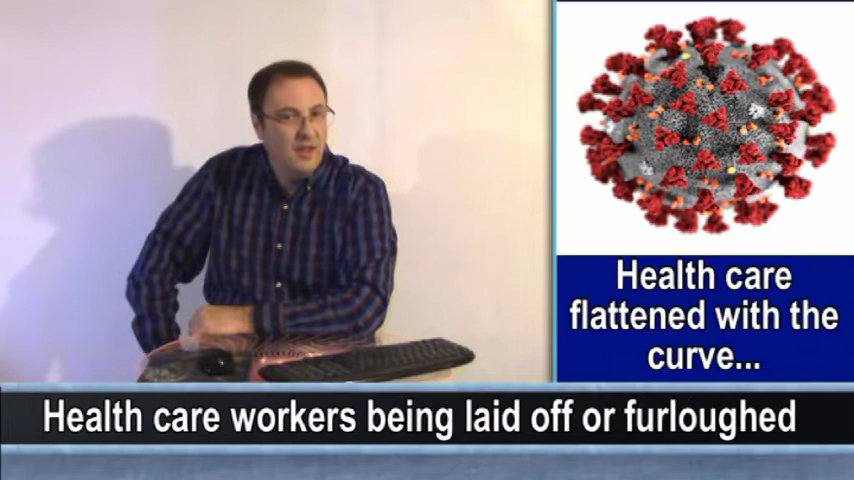 Health care
flattened with the
curve...
Health care workers being laid off or furloughed